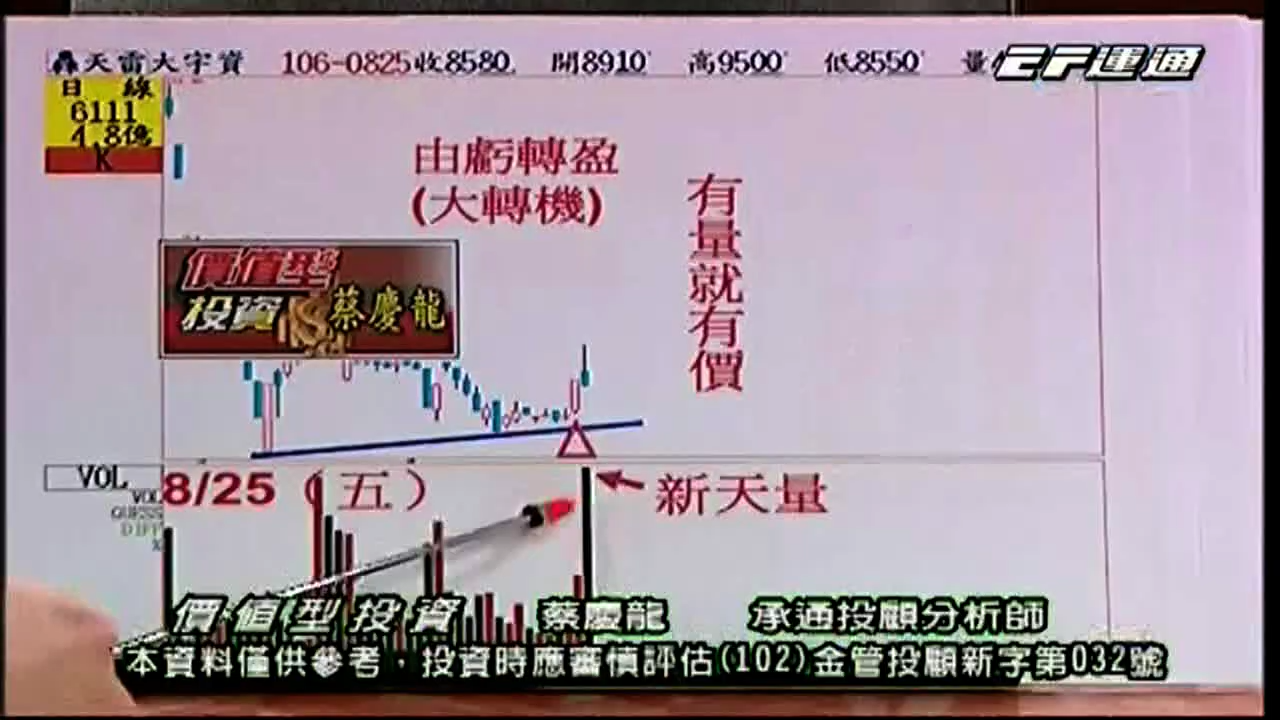 天雷大宇資 106-0825收8580 開8910 高9500 低8550 量
EF運通
日 線
6111
4.8億
K
由虧轉盈
(大轉機)
有量就有價
價值型
投資 蔡慶龍
VOL
VOL
8/25 (五)
新天量
價值型投資 蔡慶龍 承通投顧分析師
本資料僅供參考，投資時應審慎評估(102)金管投顧新字第032號